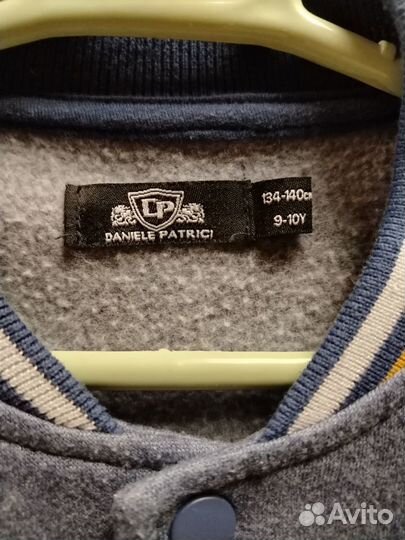 DP
DANIELE PATRICI
134-140cm
9-10Y
Avito